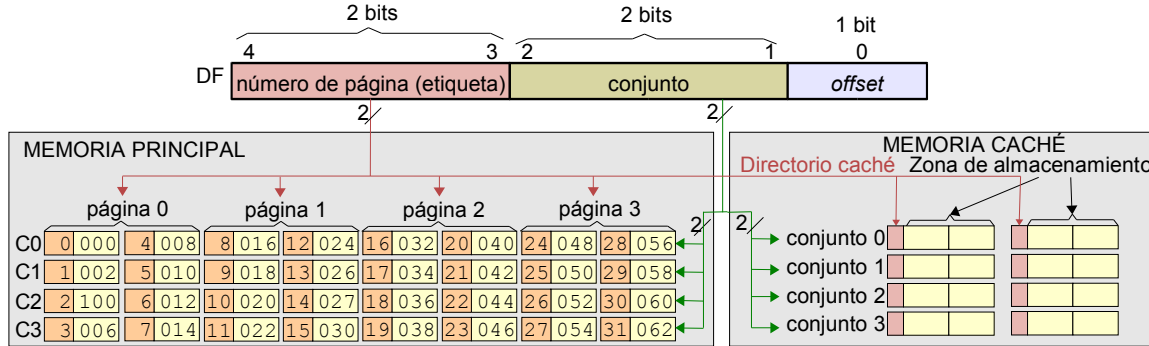 2 bits 2 bits 1 bit
4 3 2 1 0
DF número de página (etiqueta) conjunto offset
2 2
MEMORIA PRINCIPAL MEMORIA CACHÉ
Directorio caché Zona de almacenamiento
página 0 página 1 página 2 página 3 2 2
C0 0 000 4 008 8 016 12 024 16 032 20 040 24 048 28 056 conjunto 0
C1 1 002 5 010 9 018 13 026 17 034 21 042 25 050 29 058 conjunto 1
C2 2 100 6 012 10 020 14 027 18 036 22 044 26 052 30 060 conjunto 2
C3 3 006 7 014 11 022 15 030 19 038 23 046 27 054 31 062 conjunto 3